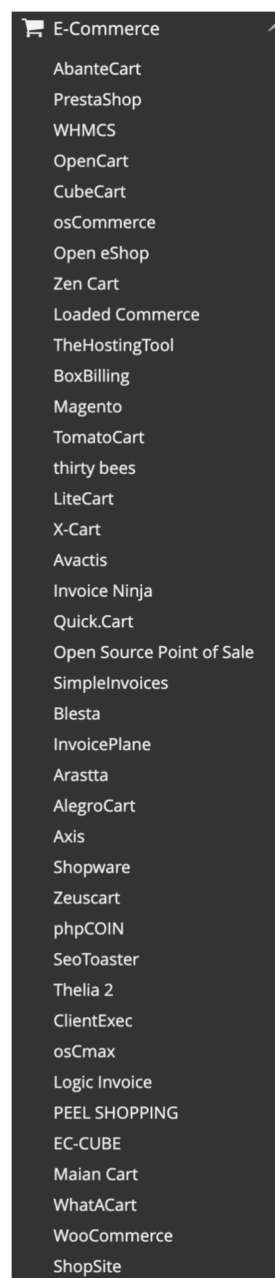 E-Commerce
AbanteCart
PrestaShop
WHMCS
OpenCart
CubeCart
osCommerce
Open eShop
Zen Cart
Loaded Commerce
TheHostingTool
BoxBilling
Magento
TomatoCart
thirty bees
LiteCart
X-Cart
Avactis
Invoice Ninja
Quick.Cart
Open Source Point of Sale
SimpleInvoices
Blesta
InvoicePlane
Arastta
AlegroCart
Axis
Shopware
Zeuscart
phpCOIN
SeoToaster
Thelia 2
ClientExec
osCmax
Logic Invoice
PEEL SHOPPING
EC-CUBE
Maian Cart
WhatACart
WooCommerce
ShopSite